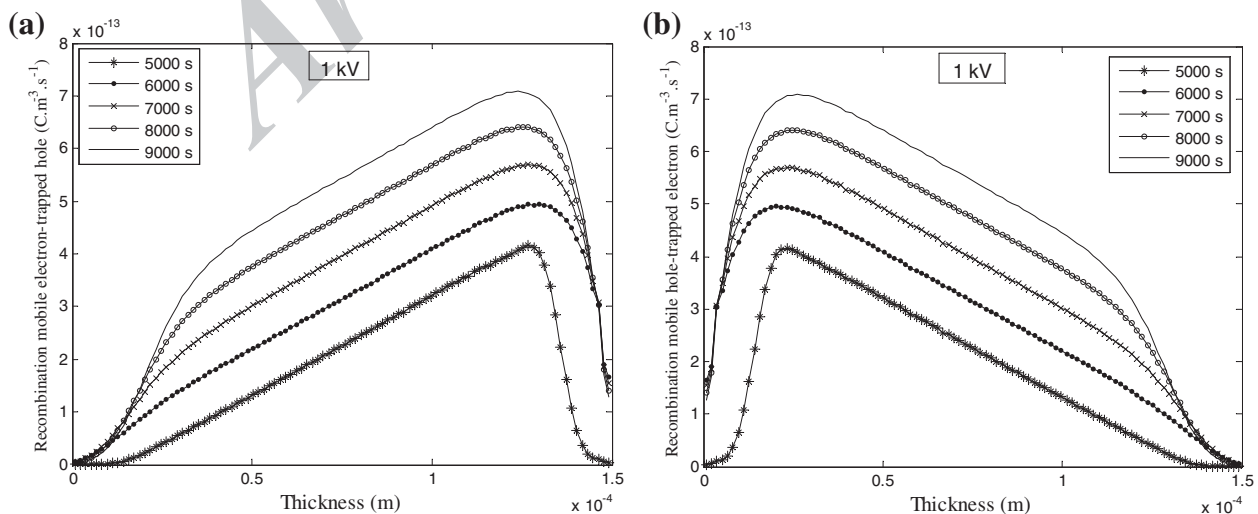 (a)
x 10⁻¹³
8
7
6
5
4
3
2
1
0
Recombination mobile electron-trapped hole (C.m⁻³.s⁻¹)
5000 s
6000 s
7000 s
8000 s
9000 s
1 kV
0 0.5 1 1.5
Thickness (m)
x 10⁻⁴
(b)
x 10⁻¹³
8
7
6
5
4
3
2
1
0
Recombination mobile hole-trapped electron (C.m⁻³.s⁻¹)
1 kV
5000 s
6000 s
7000 s
8000 s
9000 s
0 0.5 1 1.5
Thickness (m)
x 10⁻⁴